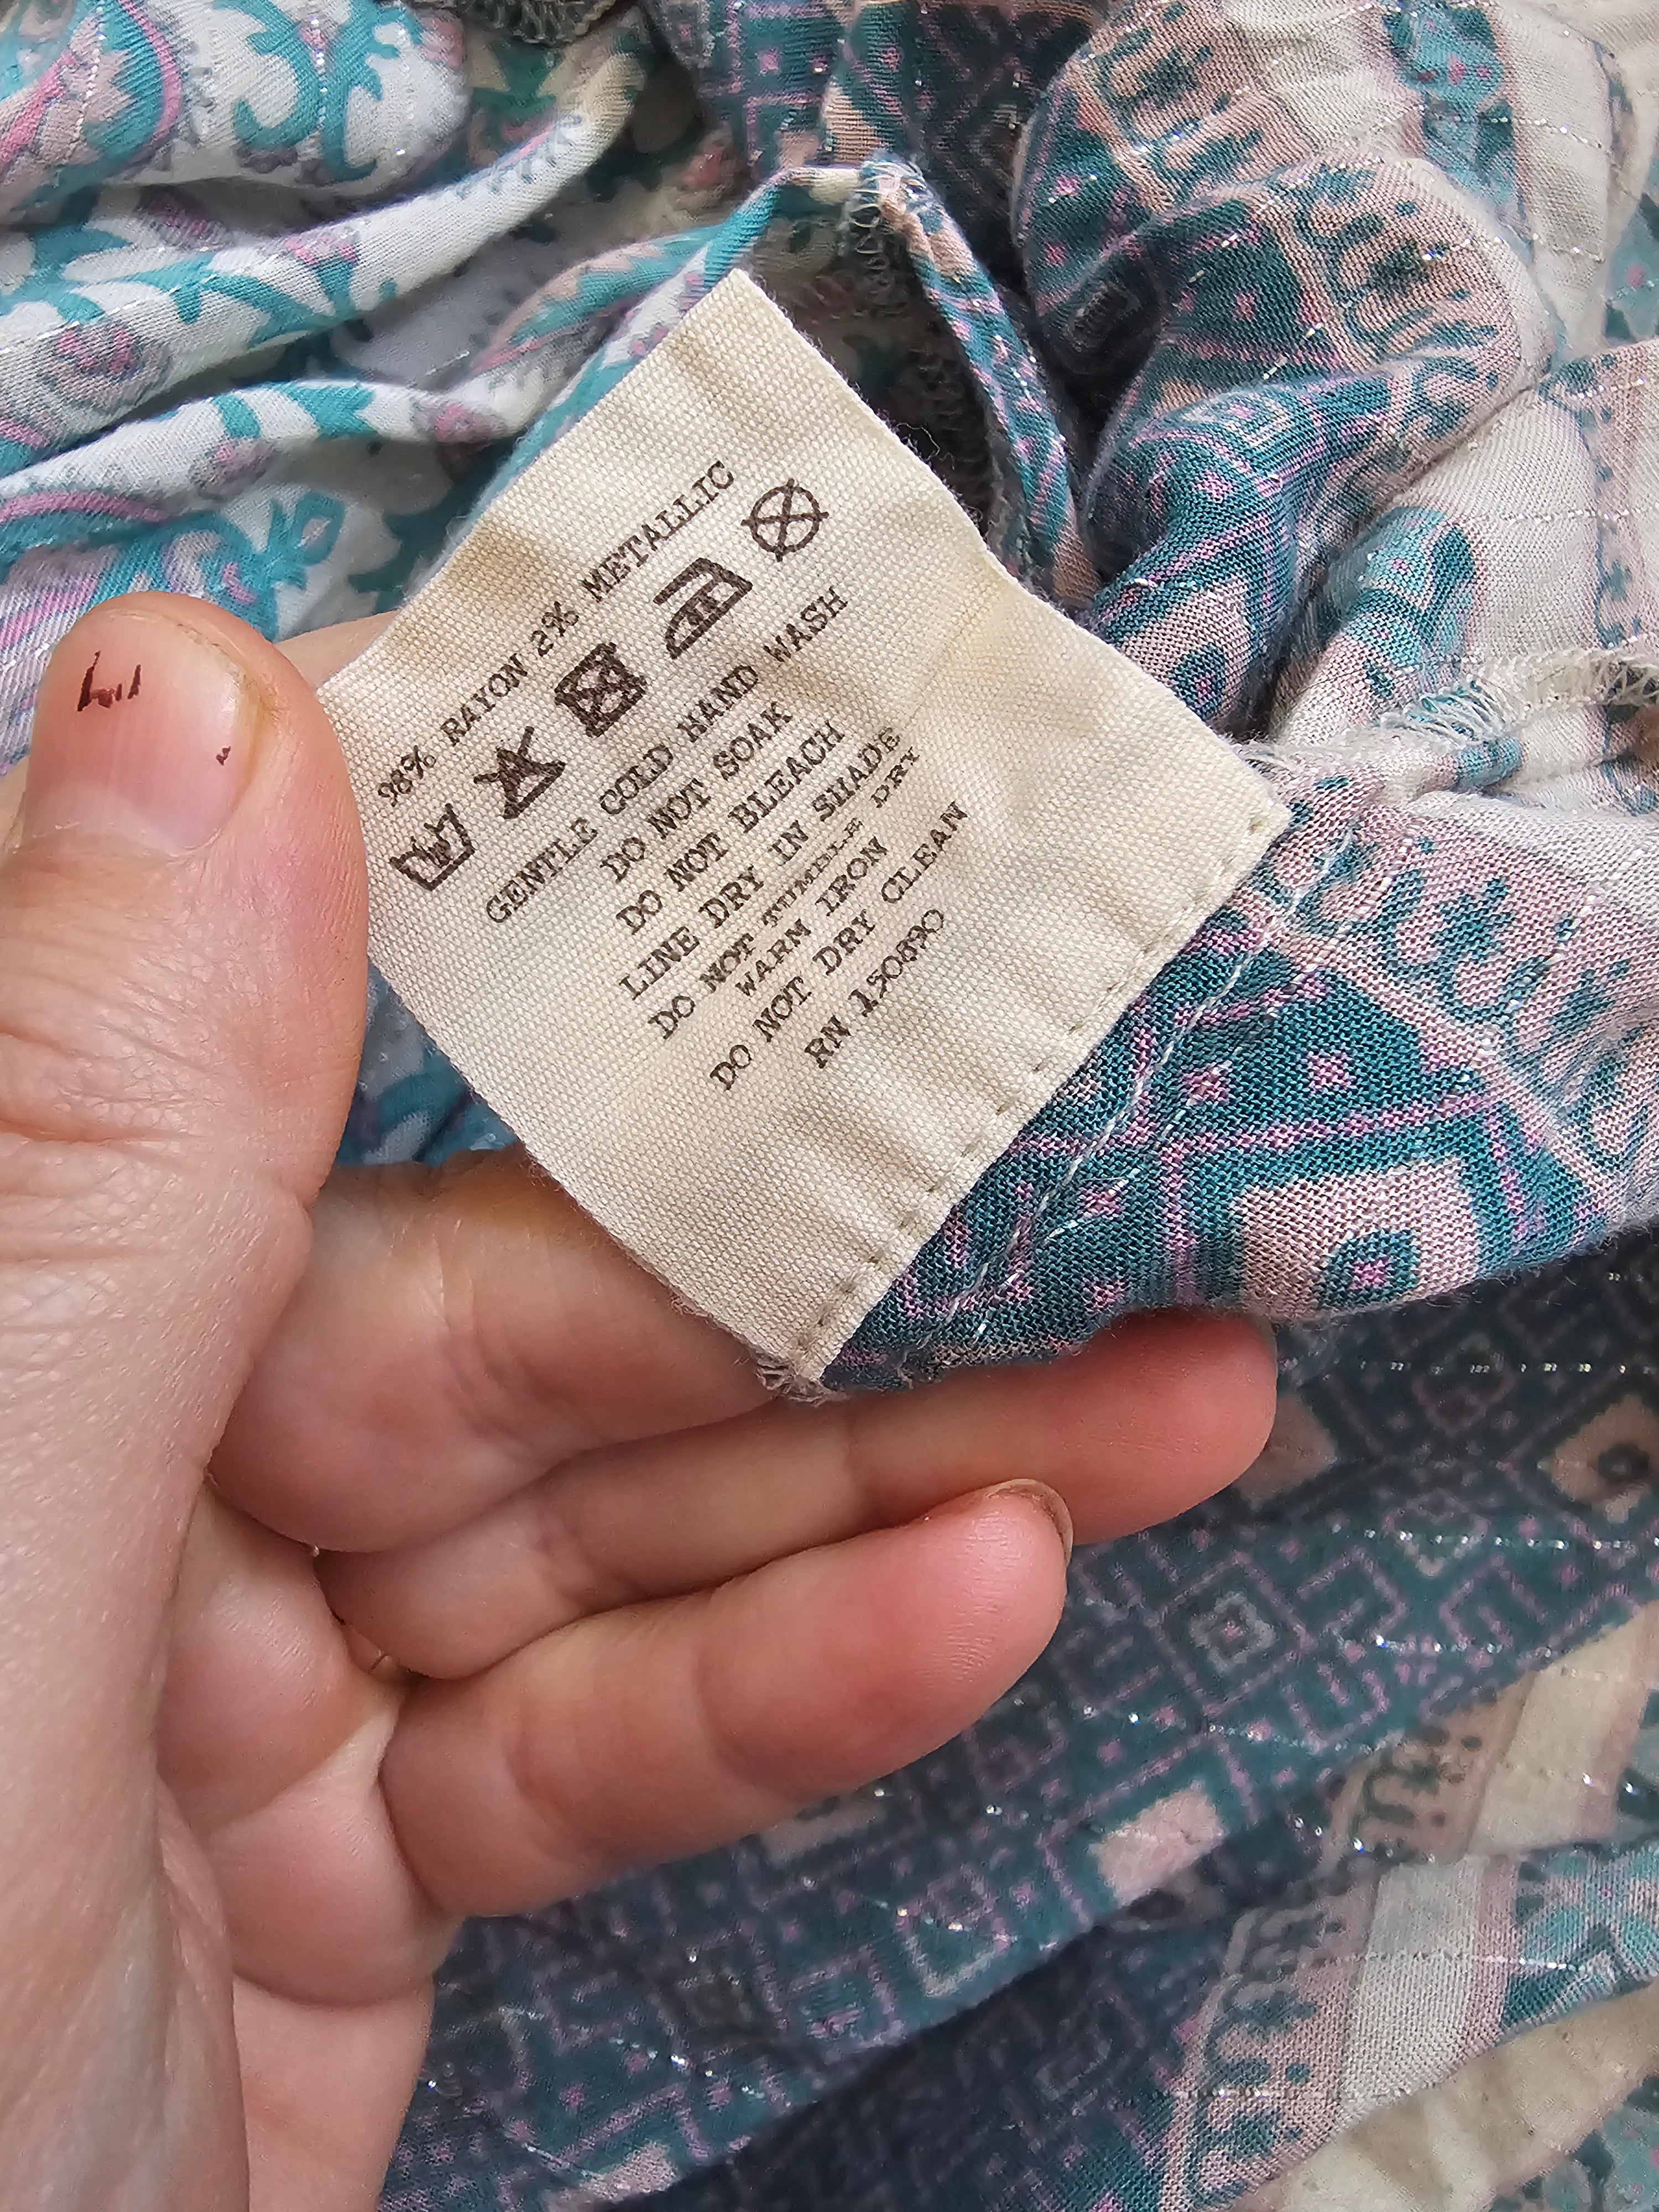 98% RAYON 2% METALLIC
GENTLE COLD HAND WASH
DO NOT SOAK
DO NOT BLEACH
LINE DRY IN SHADE
DO NOT TUMBLE DRY
WARM IRON
DO NOT DRY CLEAN
RN 150890